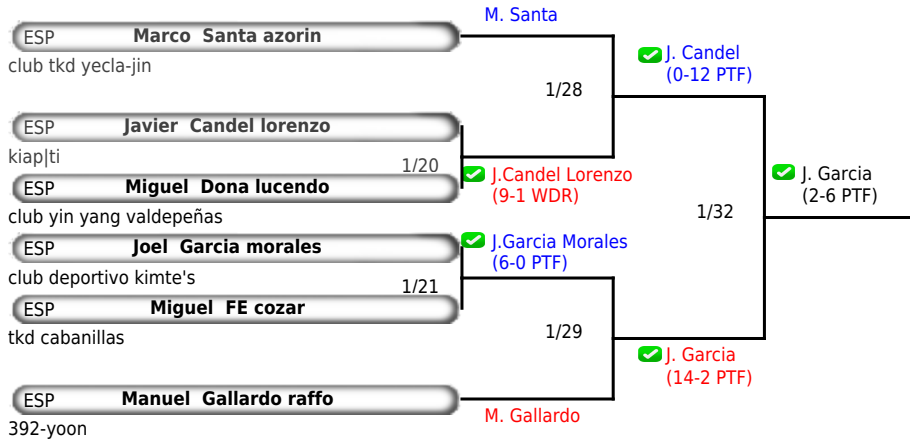 M. Santa
ESP Marco Santa azorin
club tkd yecla-jin
J. Candel
(0-12 PTF)
1/28
ESP Javier Candel lorenzo
kiap|ti
1/20
J.Candel Lorenzo
(9-1 WDR)
ESP Miguel Dona lucendo
club yin yang valdepeñas
J. Garcia
(2-6 PTF)
1/32
ESP Joel Garcia morales
club deportivo kimte's
J.Garcia Morales
(6-0 PTF)
1/21
ESP Miguel FE cozar
tkd cabanillas
1/29
J. Garcia
(14-2 PTF)
ESP Manuel Gallardo raffo
392-yoon
M. Gallardo